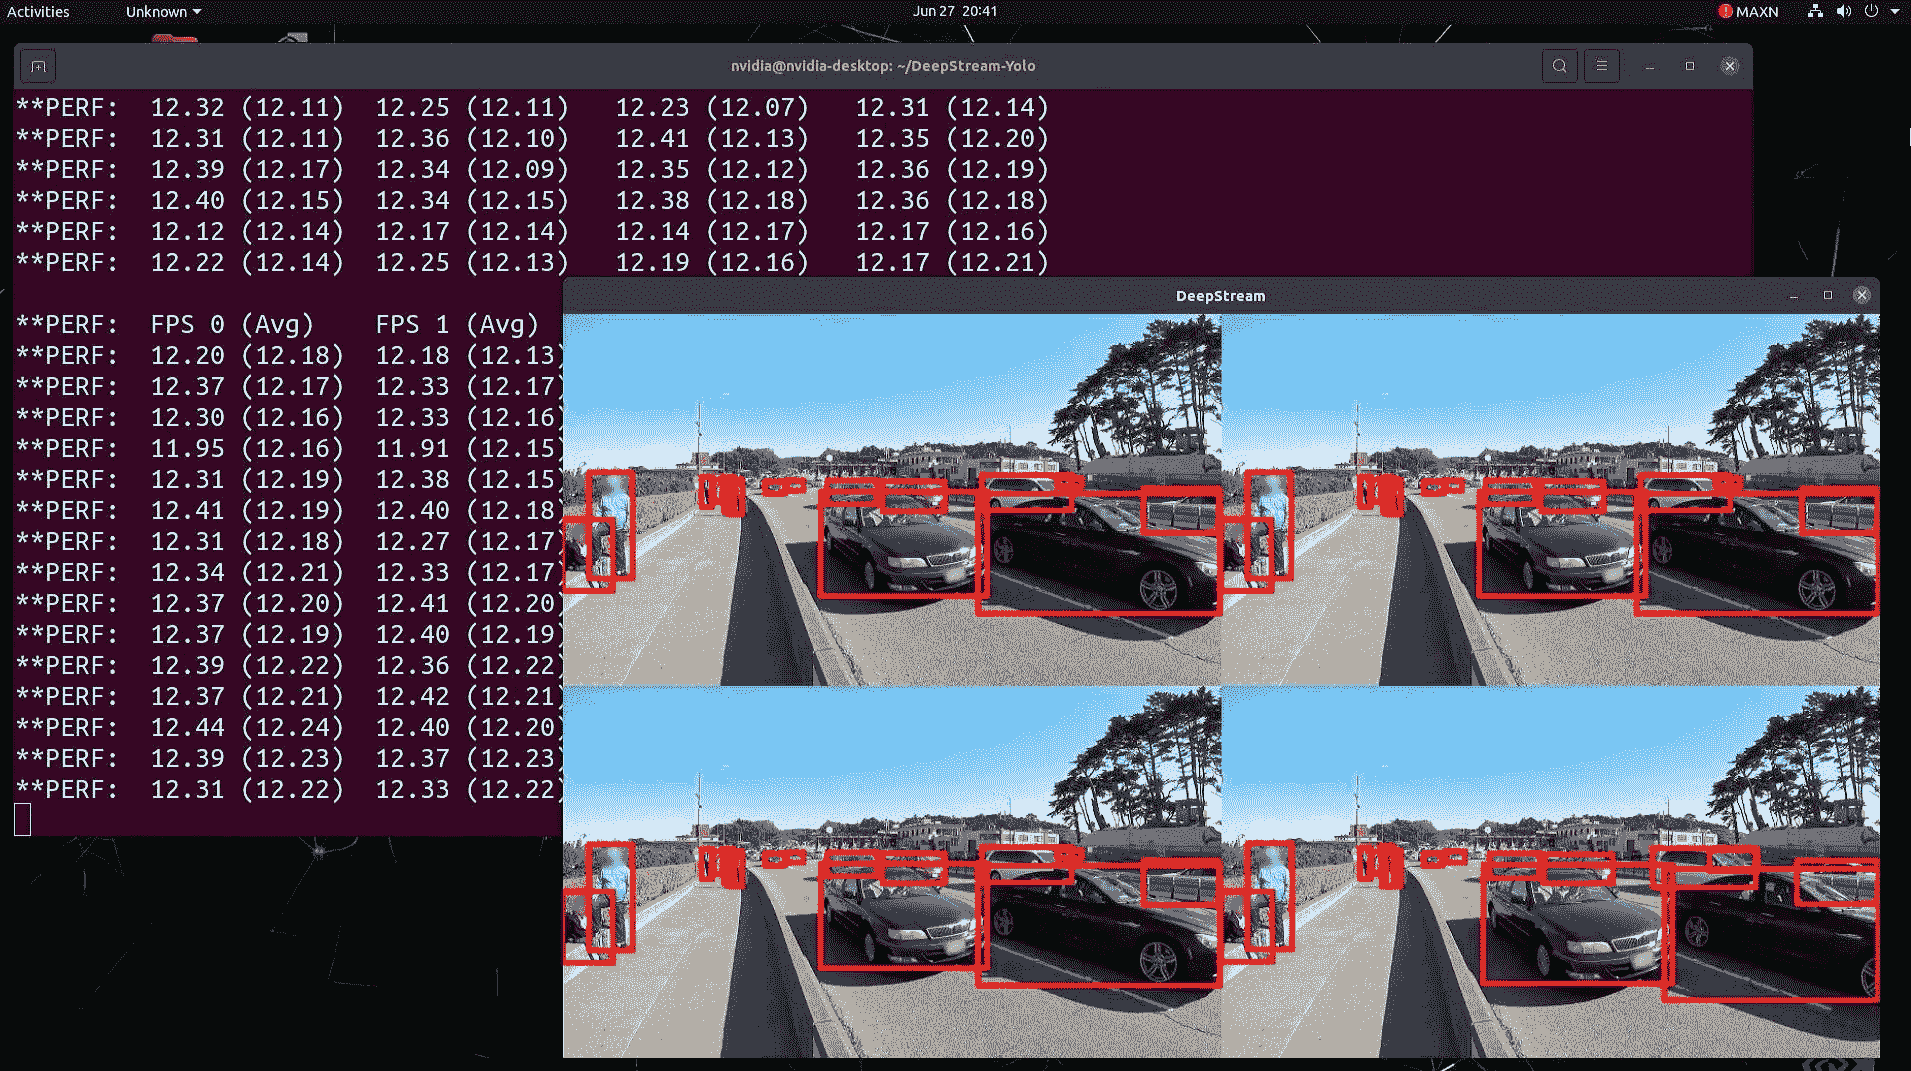 Activities Unknown Jun 27 20:41 MAXN
nvidia@nvidia-desktop: ~/DeepStream-Yolo
**PERF: 12.32 (12.11) 12.25 (12.11) 12.23 (12.07) 12.31 (12.14)
**PERF: 12.31 (12.11) 12.36 (12.10) 12.41 (12.13) 12.35 (12.20)
**PERF: 12.39 (12.17) 12.34 (12.09) 12.35 (12.12) 12.36 (12.19)
**PERF: 12.40 (12.15) 12.34 (12.15) 12.38 (12.18) 12.36 (12.18)
**PERF: 12.12 (12.14) 12.17 (12.14) 12.14 (12.17) 12.17 (12.16)
**PERF: 12.22 (12.14) 12.25 (12.13) 12.19 (12.16) 12.17 (12.21)
DeepStream
**PERF: FPS 0 (Avg) FPS 1 (Avg)
**PERF: 12.20 (12.18) 12.18 (12.13)
**PERF: 12.37 (12.17) 12.33 (12.17)
**PERF: 12.30 (12.16) 12.33 (12.16)
**PERF: 11.95 (12.16) 11.91 (12.15)
**PERF: 12.31 (12.19) 12.38 (12.15)
**PERF: 12.41 (12.19) 12.40 (12.18)
**PERF: 12.31 (12.18) 12.27 (12.17)
**PERF: 12.34 (12.21) 12.33 (12.17)
**PERF: 12.37 (12.20) 12.41 (12.20)
**PERF: 12.37 (12.19) 12.40 (12.19)
**PERF: 12.39 (12.22) 12.36 (12.22)
**PERF: 12.37 (12.21) 12.42 (12.21)
**PERF: 12.44 (12.24) 12.40 (12.20)
**PERF: 12.39 (12.23) 12.37 (12.23)
**PERF: 12.31 (12.22) 12.33 (12.22)